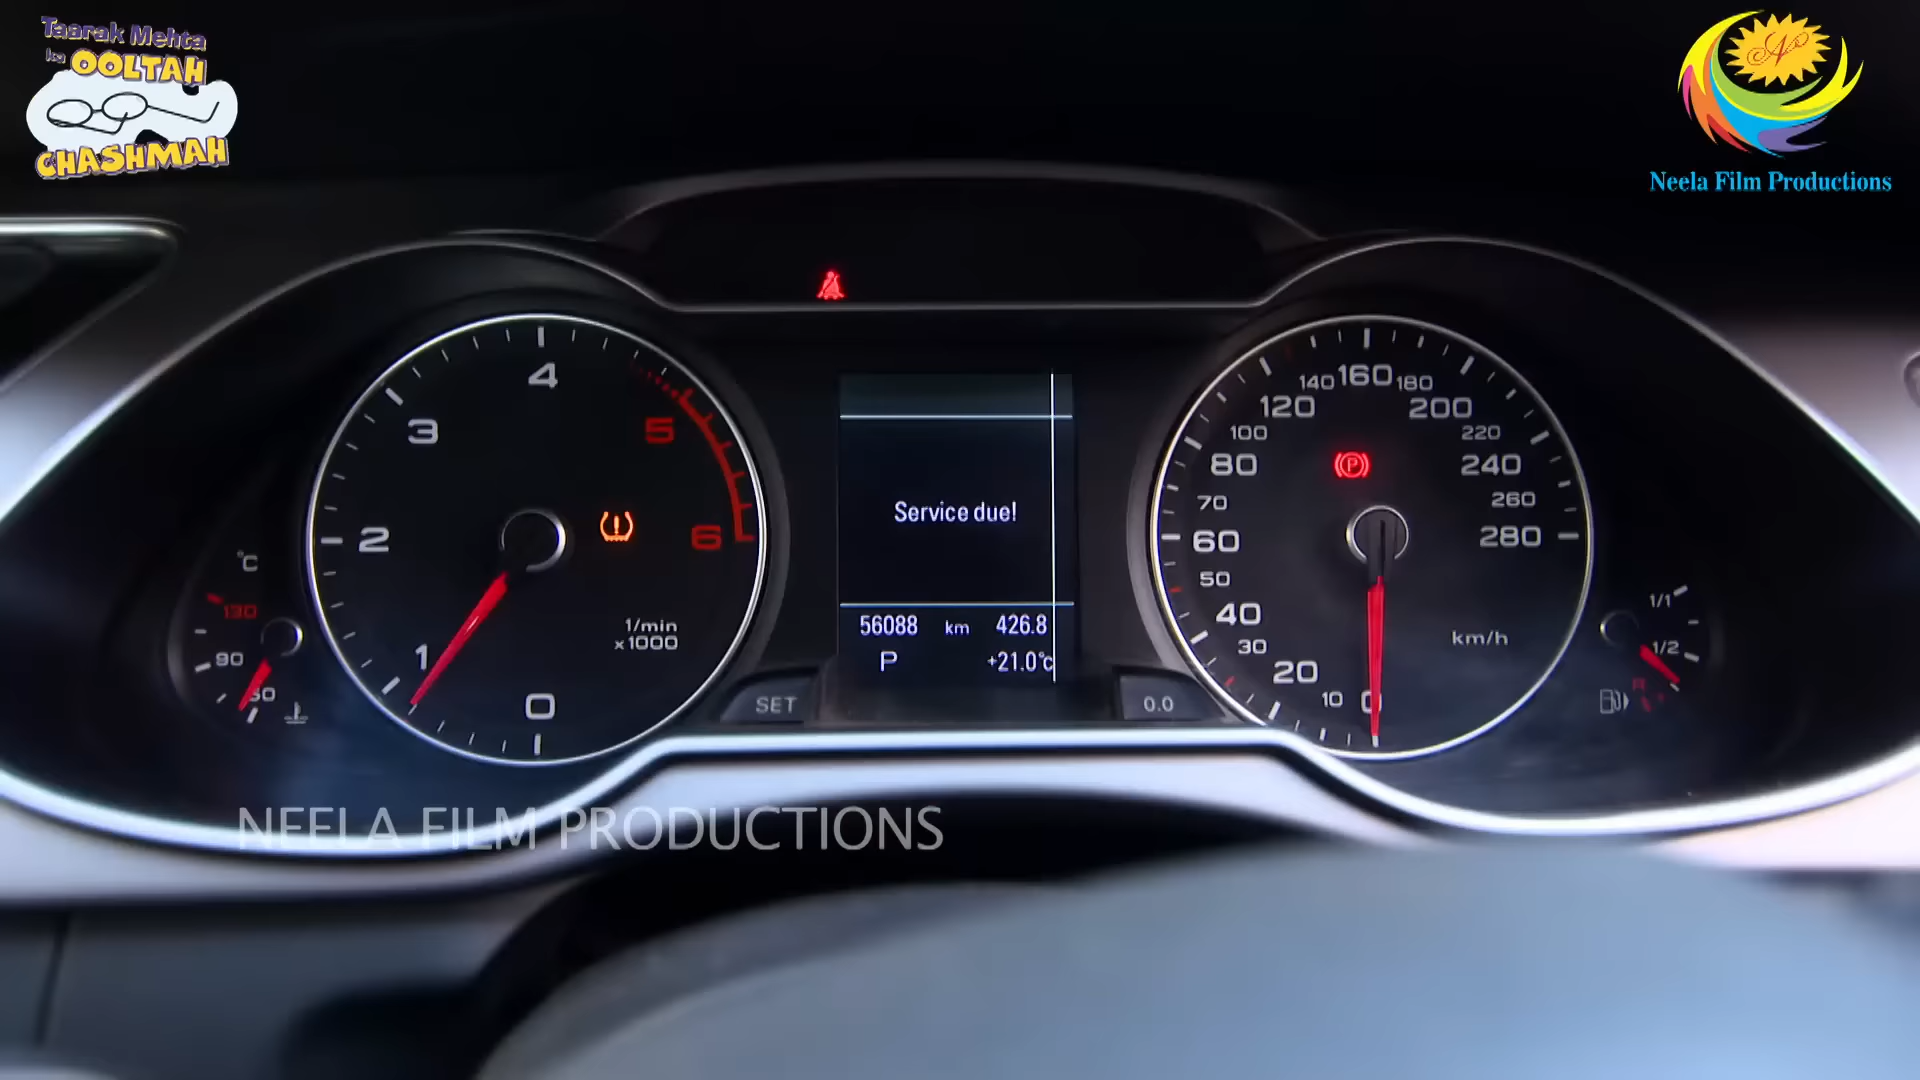 Taarak Mehta
ka OOLTAH
CHASHMAH
Neela Film Productions
4
3
5
2
6
1
0
1/min
x1000
°C
130
90
50
Service due!
56088 km 426.8
P +21.0°C
SET
0.0
140 160 180
120 200
100 220
80 240
70 260
60 280
50
40
30
20
10
0
km/h
1/1
1/2
R
NEELA FILM PRODUCTIONS